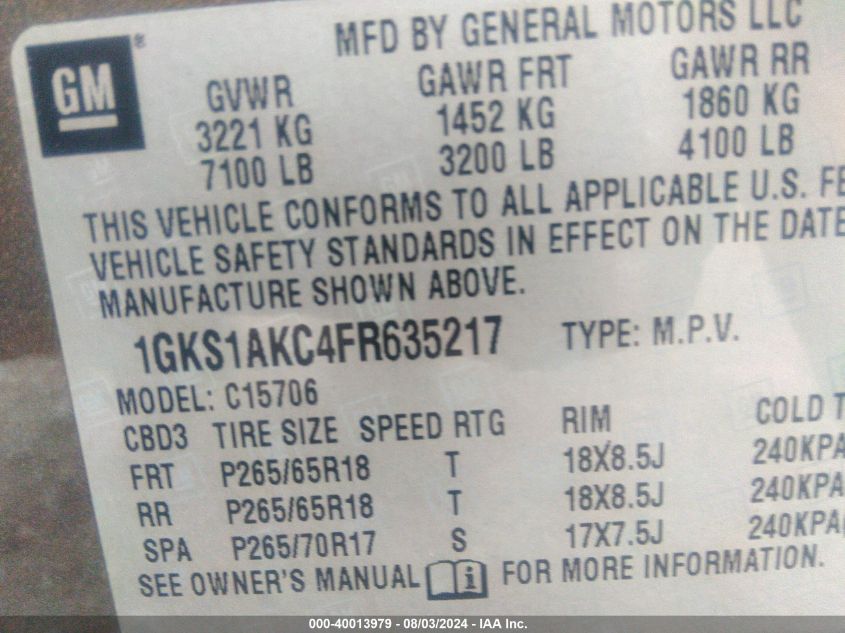 GM®
MFD BY GENERAL MOTORS LLC
GVWR GAWR FRT GAWR RR
3221 KG 1452 KG 1860 KG
7100 LB 3200 LB 4100 LB
THIS VEHICLE CONFORMS TO ALL APPLICABLE U.S. FE
VEHICLE SAFETY STANDARDS IN EFFECT ON THE DATE
MANUFACTURE SHOWN ABOVE.
1GKS1AKC4FR635217 TYPE: M.P.V.
MODEL: C15706
CBD3 TIRE SIZE SPEED RTG RIM COLD T
FRT P265/65R18 T 18X8.5J 240KPA
RR P265/65R18 T 18X8.5J 240KPA
SPA P265/70R17 S 17X7.5J 240KPA(
SEE OWNER'S MANUAL i FOR MORE INFORMATION.
000-40013979 - 08/03/2024 - IAA Inc.